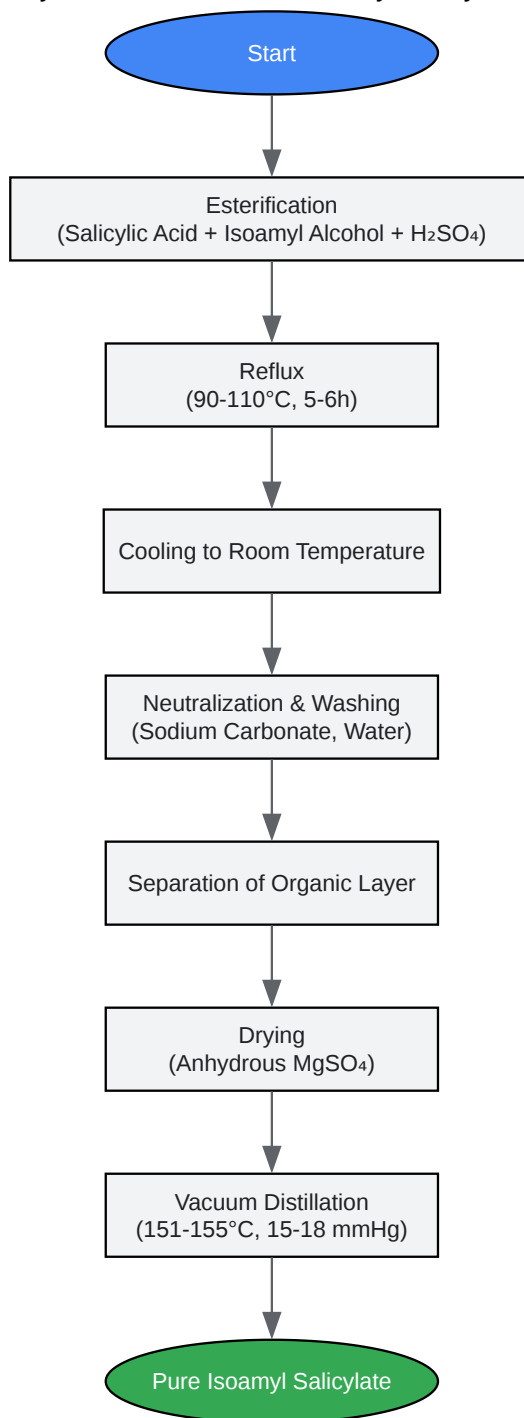 Start
Esterification
(Salicylic Acid + Isoamyl Alcohol + H₂SO₄)
Reflux
(90-110°C, 5-6h)
Cooling to Room Temperature
Neutralization & Washing
(Sodium Carbonate, Water)
Separation of Organic Layer
Drying
(Anhydrous MgSO₄)
Vacuum Distillation
(151-155°C, 15-18 mmHg)
Pure Isoamyl Salicylate